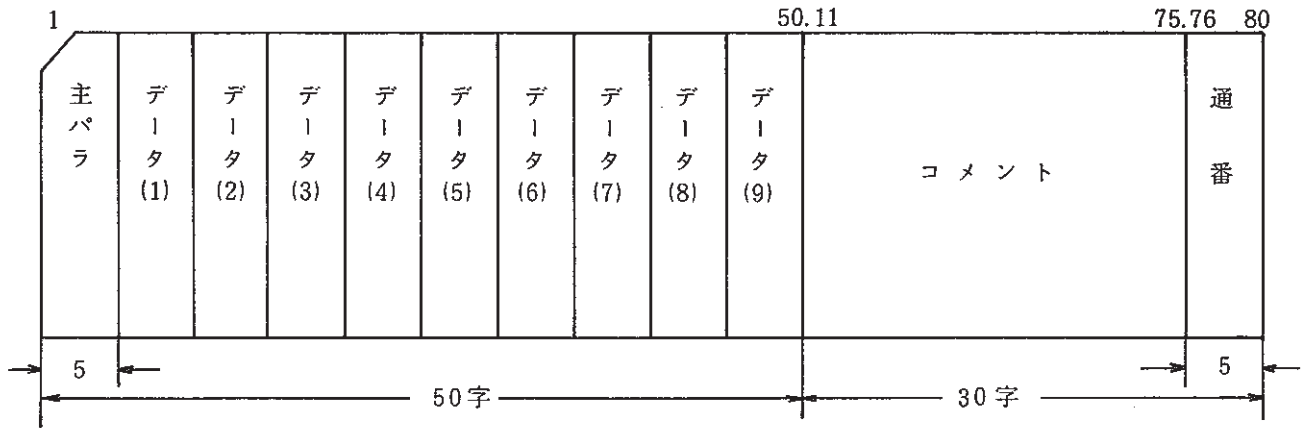 1 50.11 75.76 80
主パラ
データ(1)
データ(2)
データ(3)
データ(4)
データ(5)
データ(6)
データ(7)
データ(8)
データ(9)
コメント
通番
5 5
50字 30字